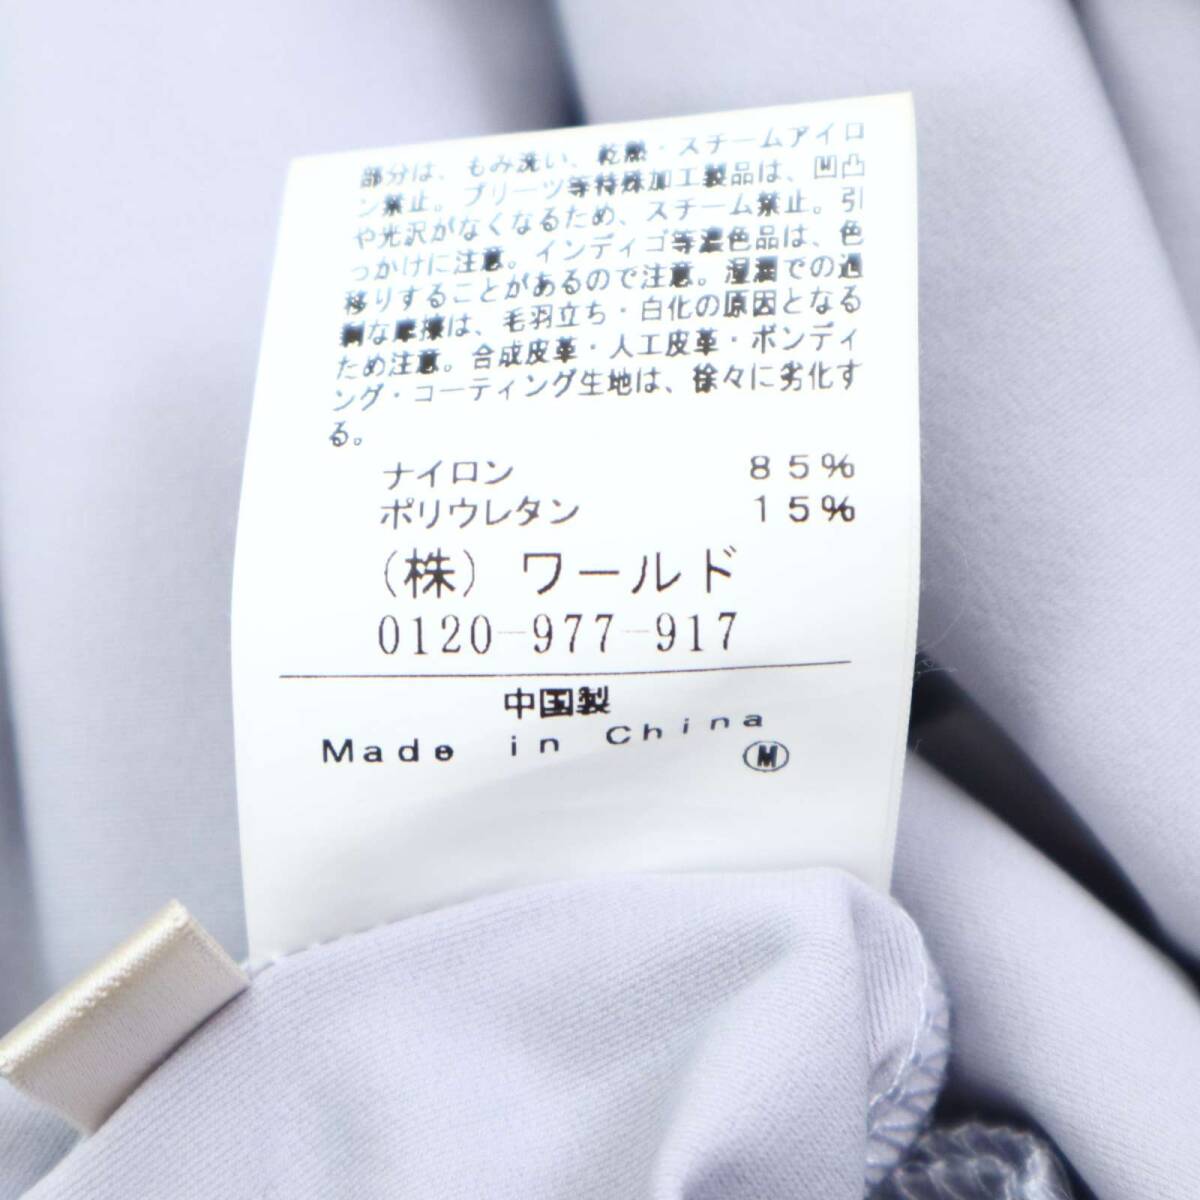 部分は、もみ洗い、乾熱・スチームアイロ
ン禁止。プリーツ等特殊加工製品は、凹凸
や光沢がなくなるため、スチーム禁止。引
っかけに注意。インディゴ等濃色品は、色
移りすることがあるので注意。湿潤での過
剰な摩擦は、毛羽立ち・白化の原因となる
ため注意。合成皮革・人工皮革・ボンディ
ング・コーティング生地は、徐々に劣化す
る。
ナイロン 85%
ポリウレタン 15%
(株) ワールド
0120-977-917
中国製
Made in China
Ⓜ